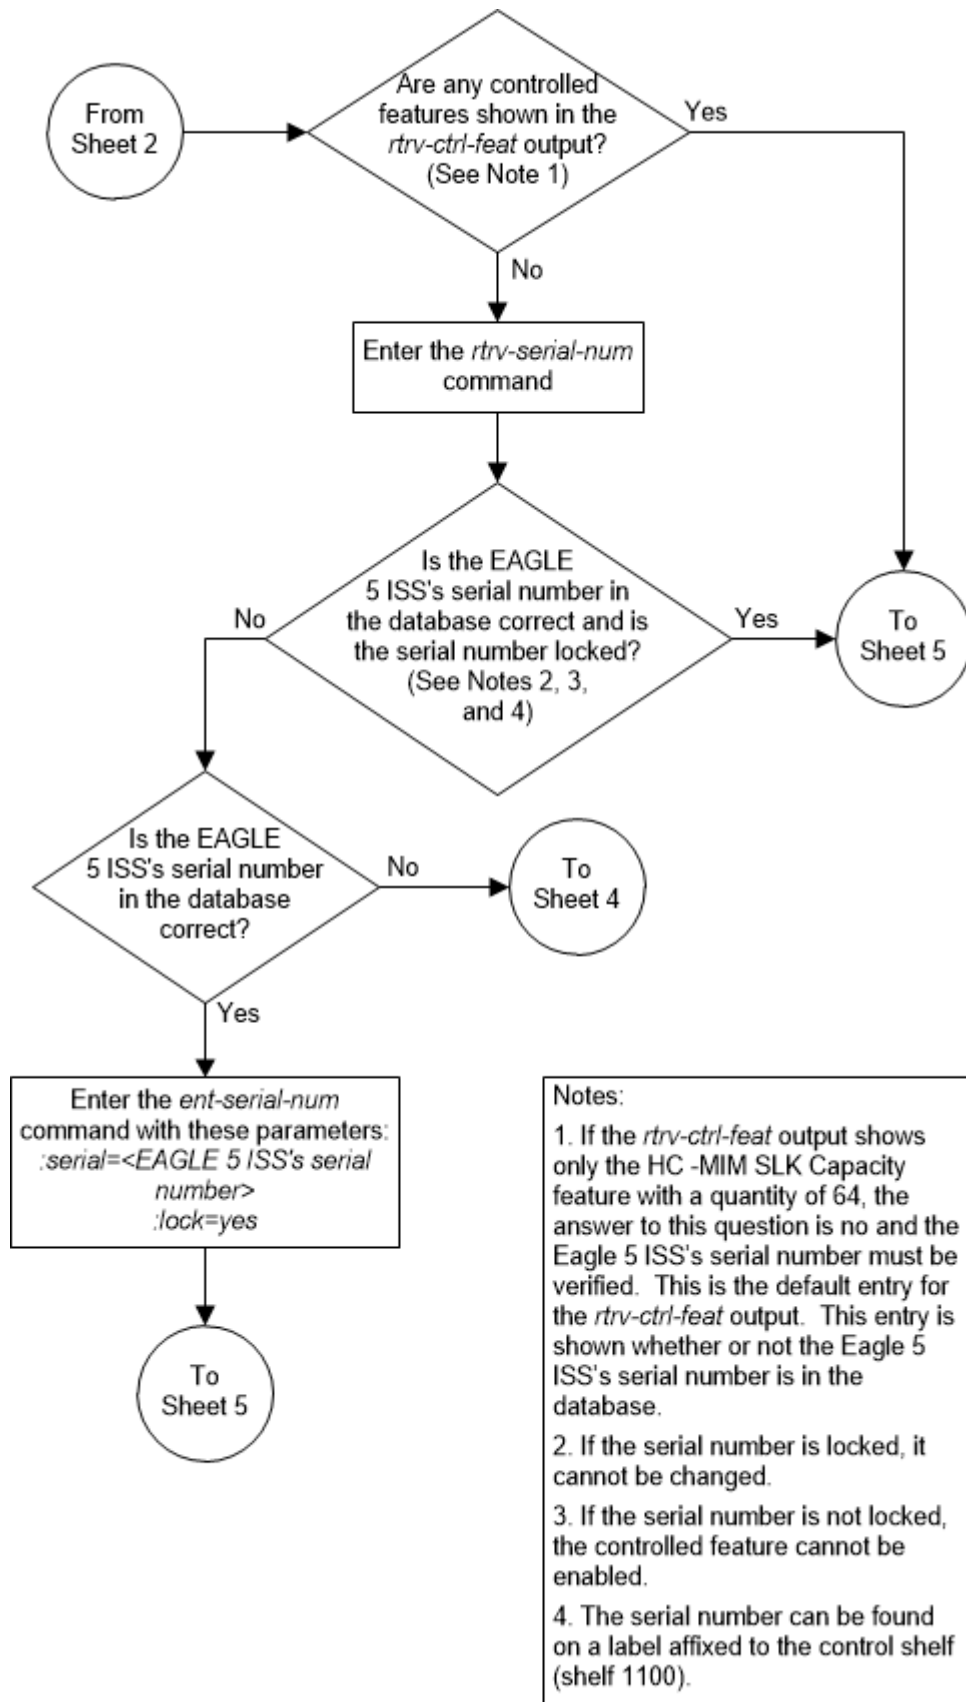 From
Sheet 2
Are any controlled
features shown in the
rtrv-ctrl-feat output?
(See Note 1)
Yes
No
Enter the rtrv-serial-num
command
Is the EAGLE
5 ISS's serial number in
the database correct and is
the serial number locked?
(See Notes 2, 3,
and 4)
No
Yes
To
Sheet 5
Is the EAGLE
5 ISS's serial number
in the database
correct?
No
To
Sheet 4
Yes
Enter the ent-serial-num
command with these parameters:
:serial=<EAGLE 5 ISS's serial
number>
:lock=yes
To
Sheet 5
Notes:
1. If the rtrv-ctrl-feat output shows
only the HC -MIM SLK Capacity
feature with a quantity of 64, the
answer to this question is no and the
Eagle 5 ISS's serial number must be
verified.  This is the default entry for
the rtrv-ctrl-feat output.  This entry is
shown whether or not the Eagle 5
ISS's serial number is in the
database.
2. If the serial number is locked, it
cannot be changed.
3. If the serial number is not locked,
the controlled feature cannot be
enabled.
4. The serial number can be found
on a label affixed to the control shelf
(shelf 1100).